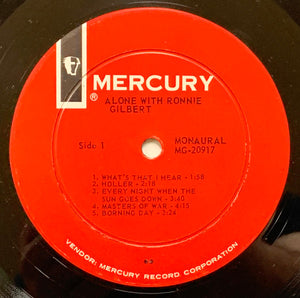 MERCURY
®
ALONE WITH RONNIE
GILBERT
Side 1
MONAURAL
MG-20917
1. WHAT'S THAT I HEAR - 1:58
2. HOLLER - 2:18
3. EVERY NIGHT WHEN THE
SUN GOES DOWN - 3:40
4. MASTERS OF WAR - 4:15
5. BORNING DAY - 2:24
VENDOR: MERCURY RECORD CORPORATION